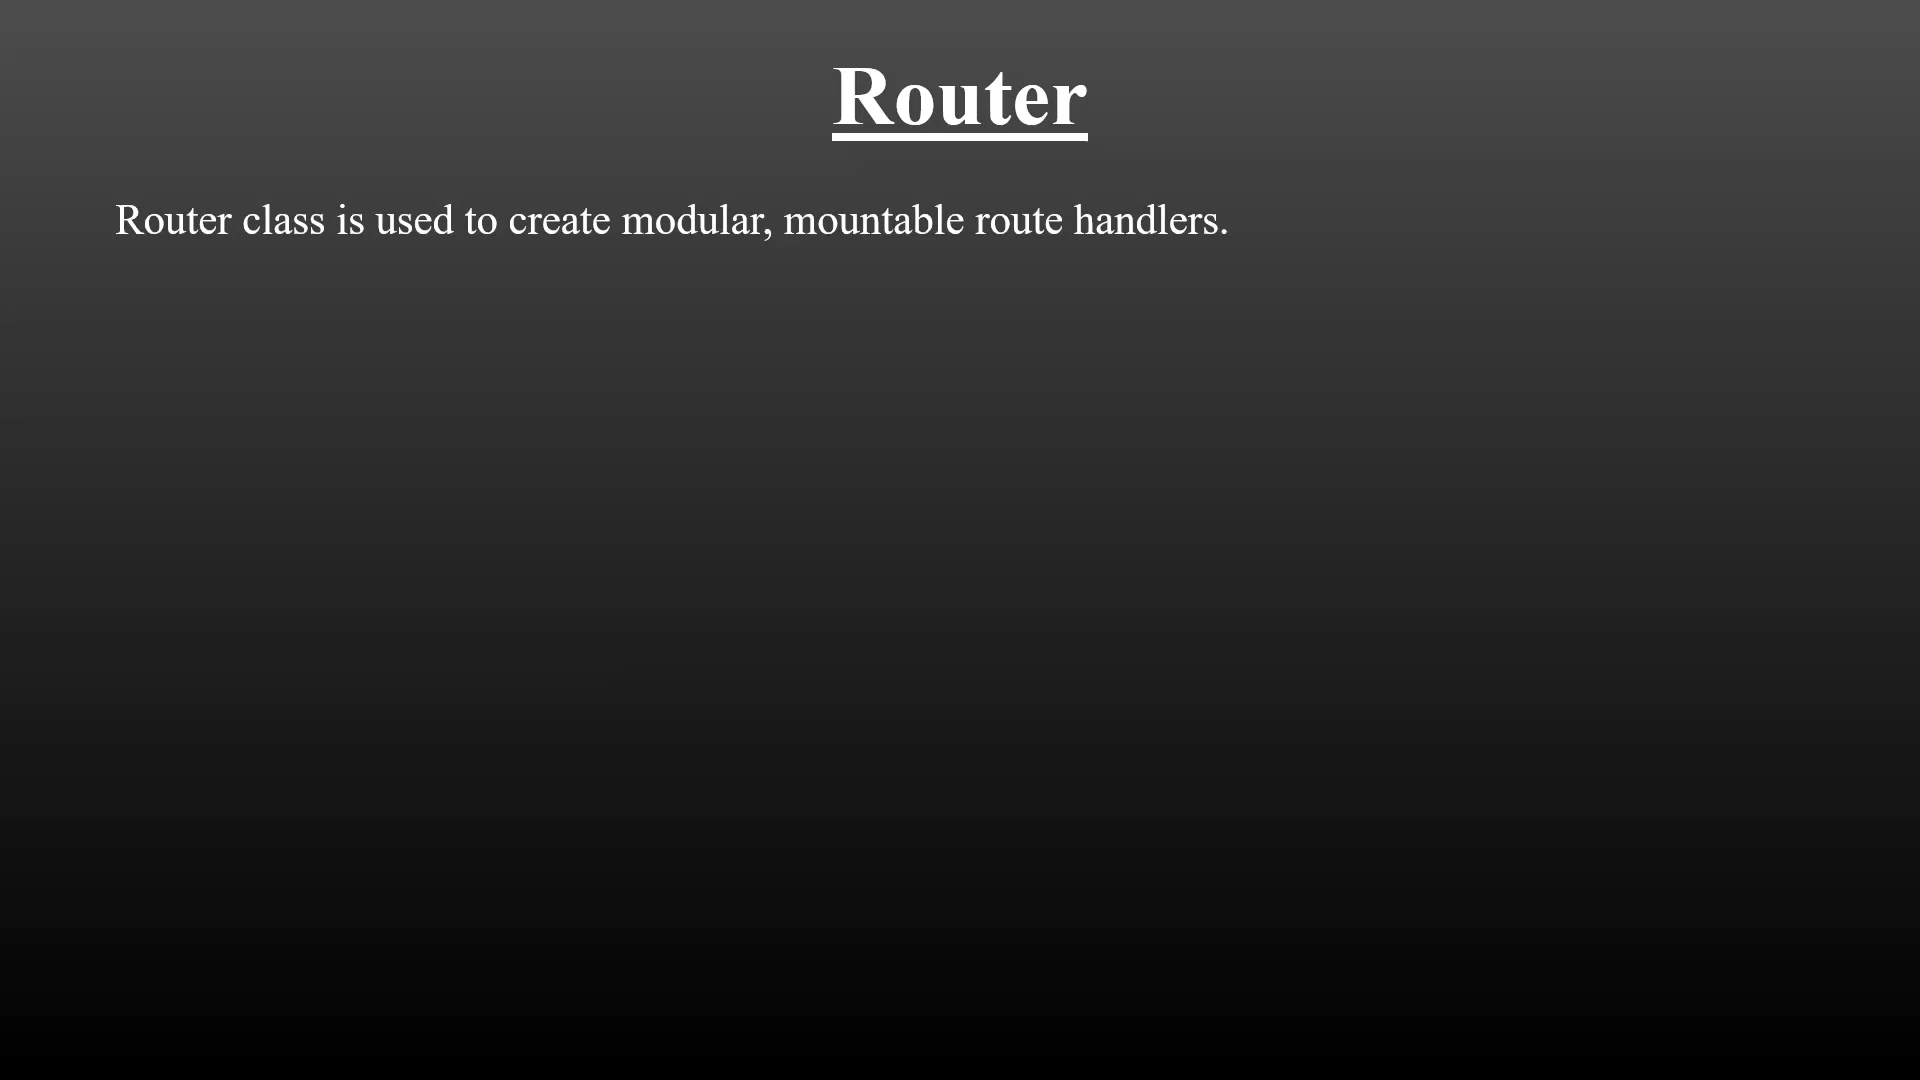 Router
Router class is used to create modular, mountable route handlers.